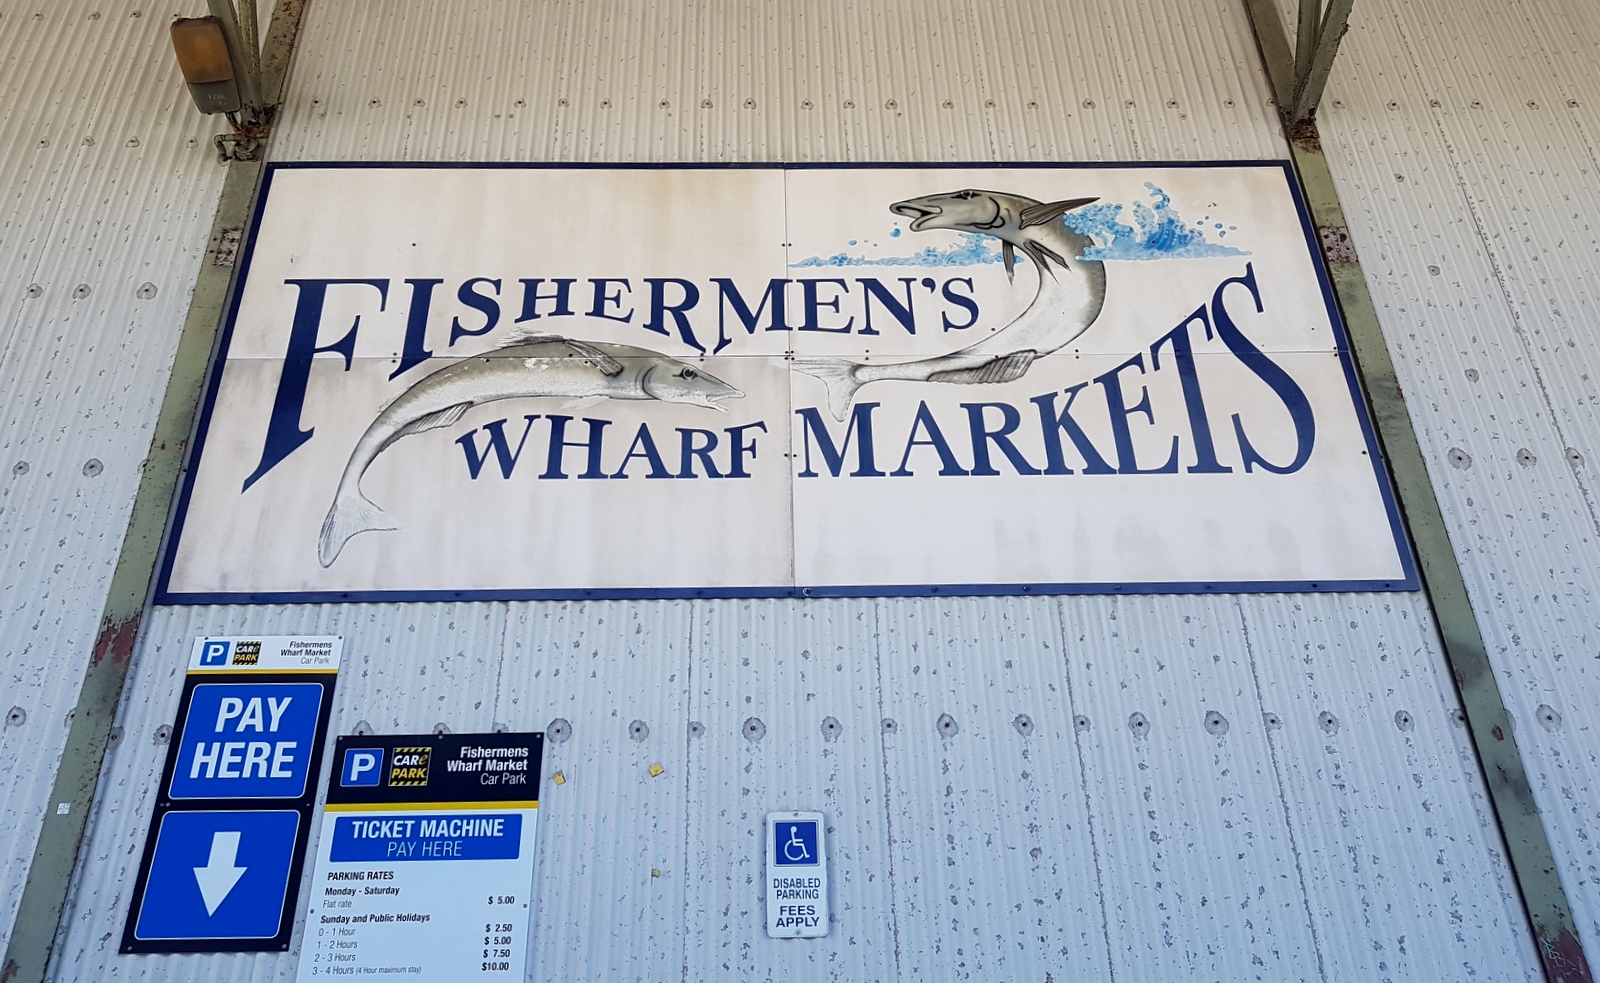 FISHERMEN'S
WHARF MARKETS
P CARe PARK Fishermens
Wharf Market
Car Park
PAY
HERE
P CARe PARK Fishermens
Wharf Market
Car Park
TICKET MACHINE
PAY HERE
PARKING RATES
Monday - Saturday
Flat rate $ 5.00
Sunday and Public Holidays
0 - 1 Hour $ 2.50
1 - 2 Hours $ 5.00
2 - 3 Hours $ 7.50
3 - 4 Hours (4 Hour maximum stay) $10.00
DISABLED
PARKING
FEES
APPLY